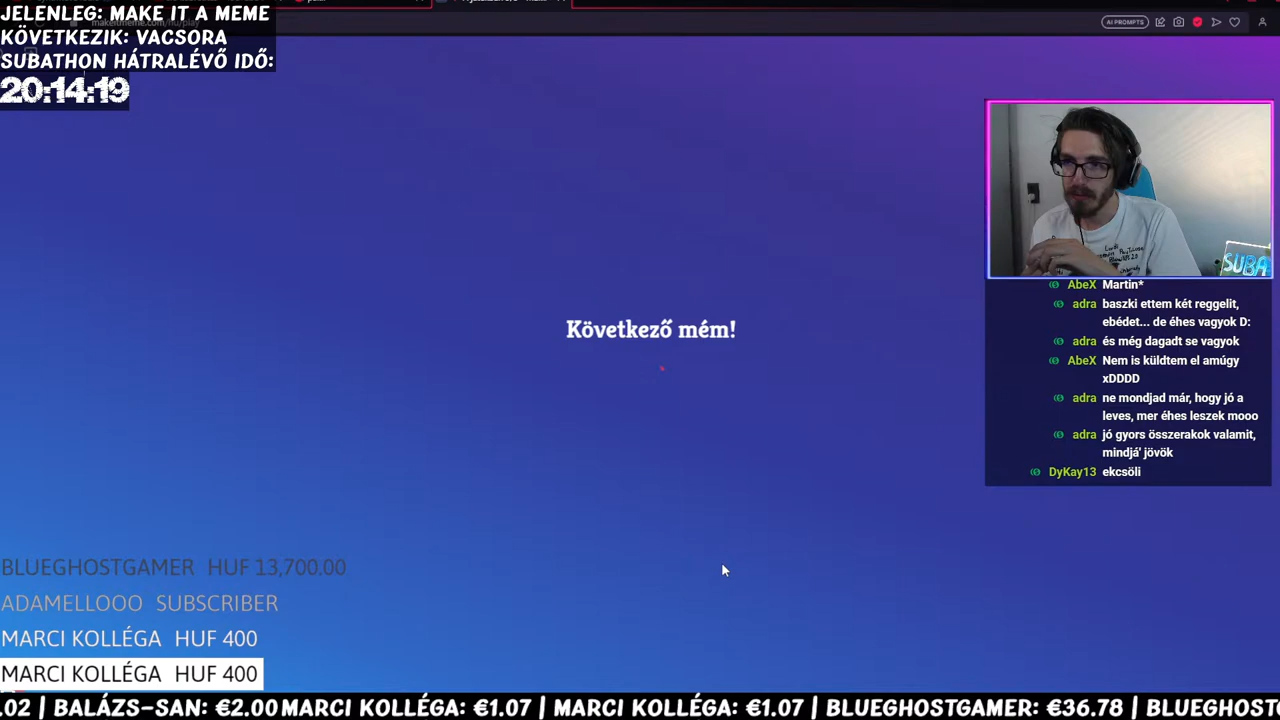 JELENLEG: MAKE IT A MEME
KÖVETKEZIK: VACSORA
SUBATHON HÁTRALÉVŐ IDŐ:
20:14:19
AI PROMPTS
AbeX Martin*
adra baszki ettem két reggelit,
ebédet... de éhes vagyok D:
adra és még dagadt se vagyok
AbeX Nem is küldtem el amúgy
xDDDD
adra ne mondjad már, hogy jó a
leves, mer éhes leszek mooo
adra jó gyors összerakok valamit,
mindjá' jövök
DyKay13 ekcsöli
Következő mém!
SUBA
BLUEGHOSTGAMER HUF 13,700.00
ADAMELLOOO SUBSCRIBER
MARCI KOLLÉGA HUF 400
MARCI KOLLÉGA HUF 400
.02 | BALÁZS-SAN: €2.00 MARCI KOLLÉGA: €1.07 | MARCI KOLLÉGA: €1.07 | BLUEGHOSTGAMER: €36.78 | BLUEGHOST